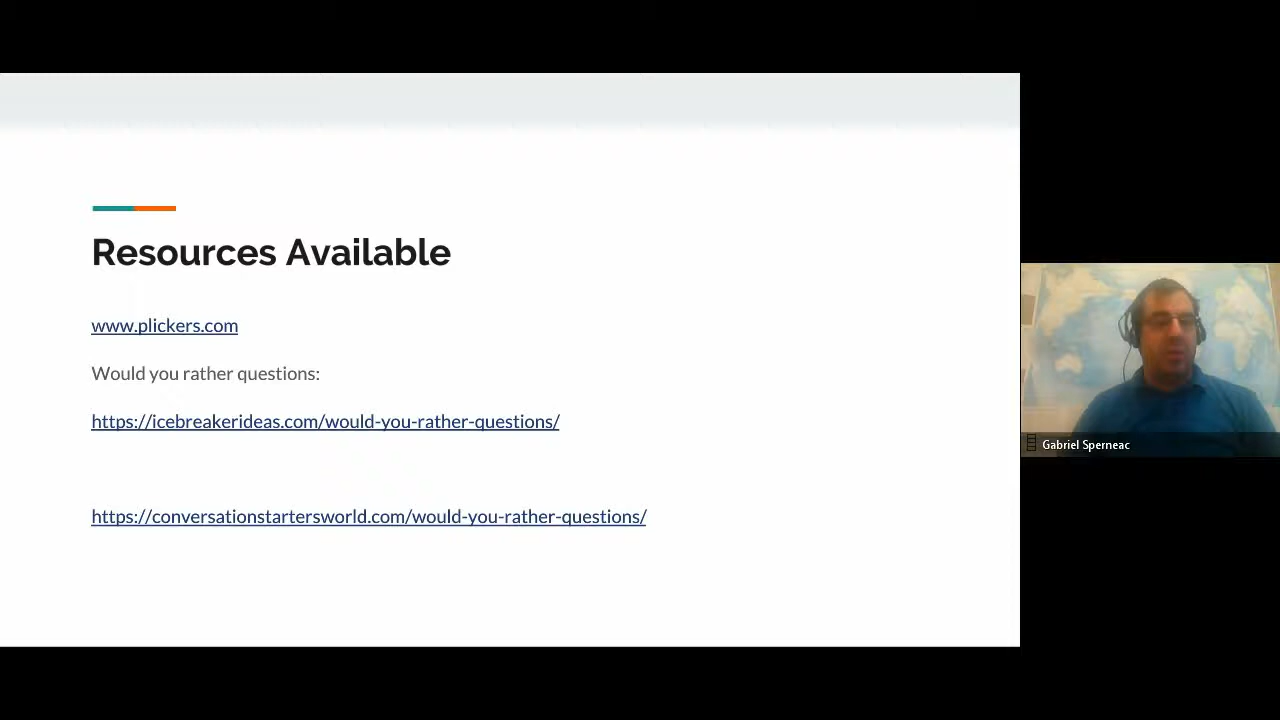 Resources Available
www.plickers.com
Would you rather questions:
https://icebreakerideas.com/would-you-rather-questions/
https://conversationstartersworld.com/would-you-rather-questions/
Gabriel Sperneac